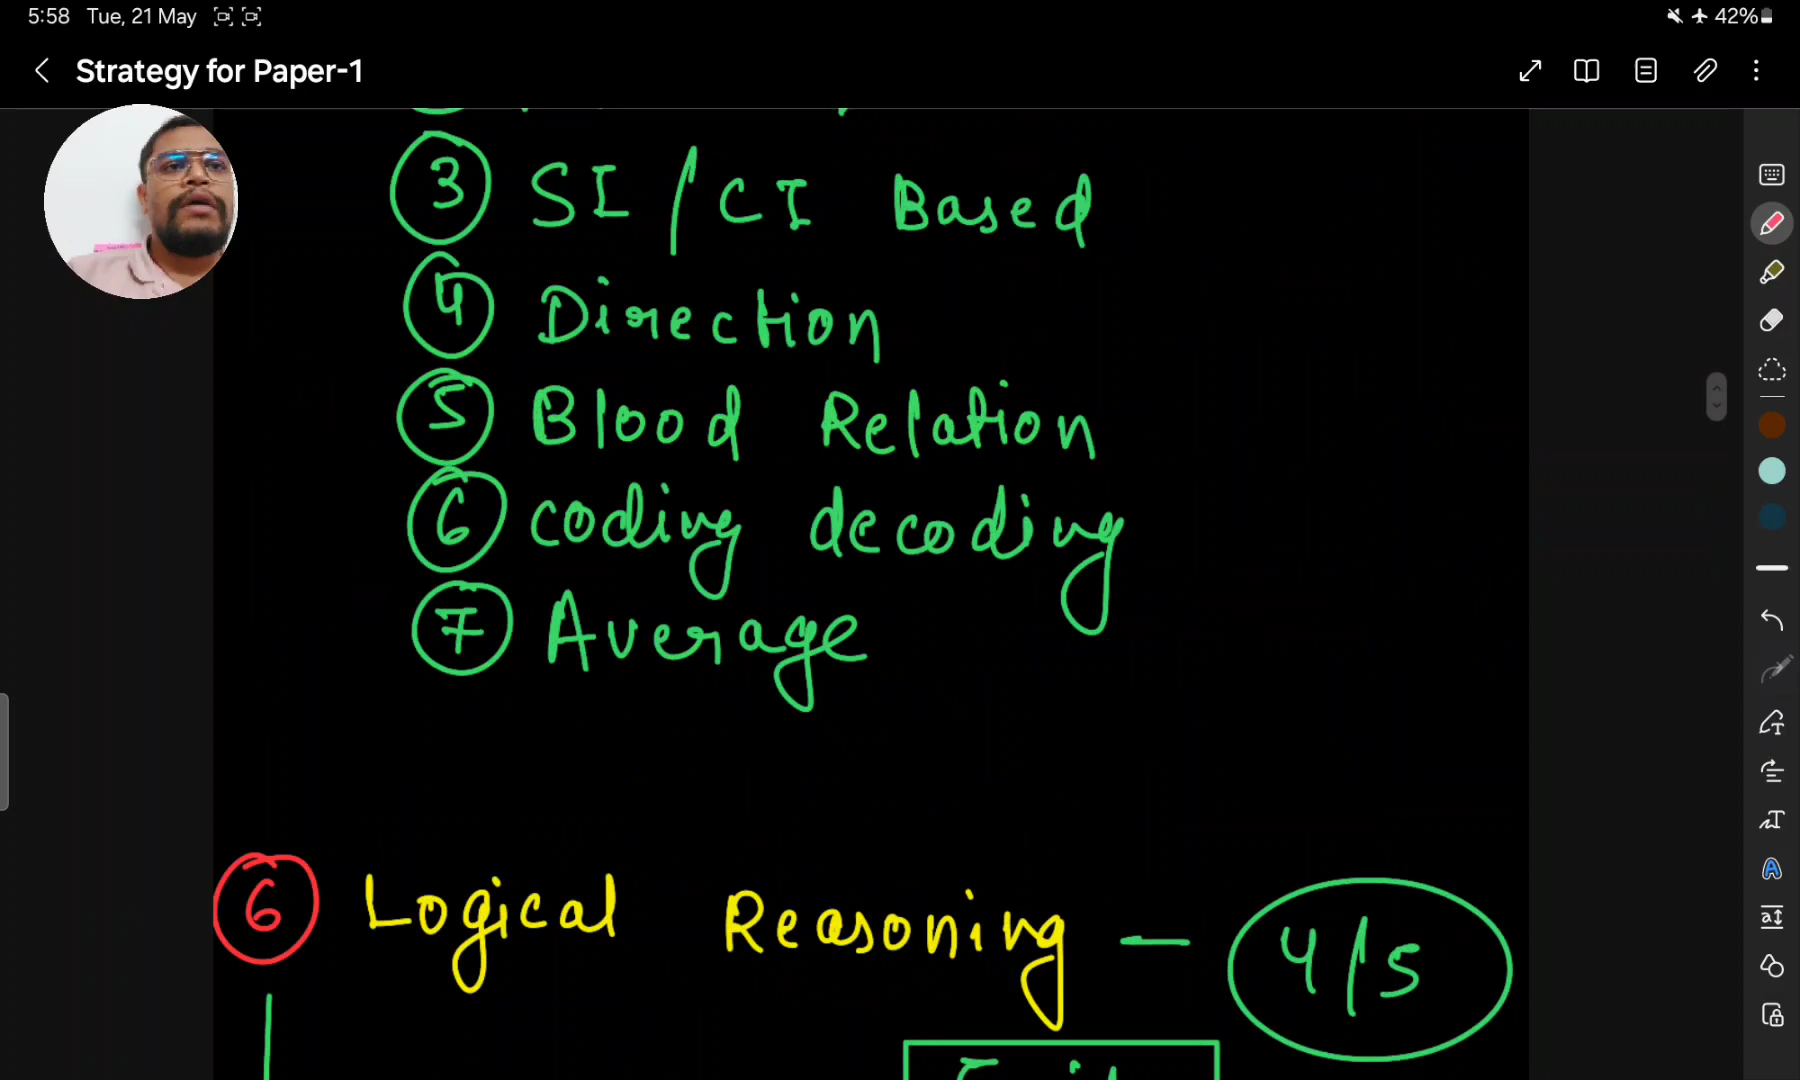 5:58 Tue, 21 May 42%
Strategy for Paper-1
3 SI / CI Based
4 Direction
5 Blood Relation
6 coding decoding
7 Average
6 Logical Reasoning — 4/5